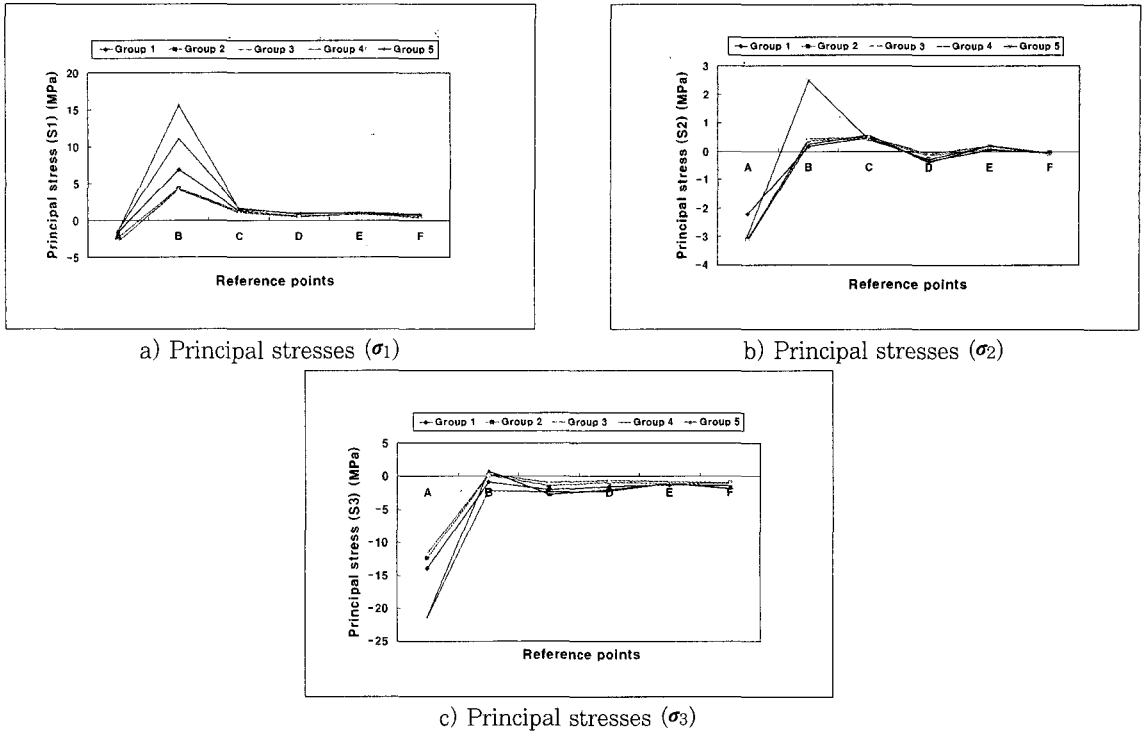 Group 1 Group 2 Group 3 Group 4 Group 5
Principal stress (S1) (MPa)
20
15
10
5
0
-5
A B C D E F
Reference points
a) Principal stresses (σ1)
Group 1 Group 2 Group 3 Group 4 Group 5
Principal stress (S2) (MPa)
3
2
1
0
-1
-2
-3
-4
A B C D E F
Reference points
b) Principal stresses (σ2)
Group 1 Group 2 Group 3 Group 4 Group 5
Principal stress (S3) (MPa)
5
0
-5
-10
-15
-20
-25
A B C D E F
Reference points
c) Principal stresses (σ3)